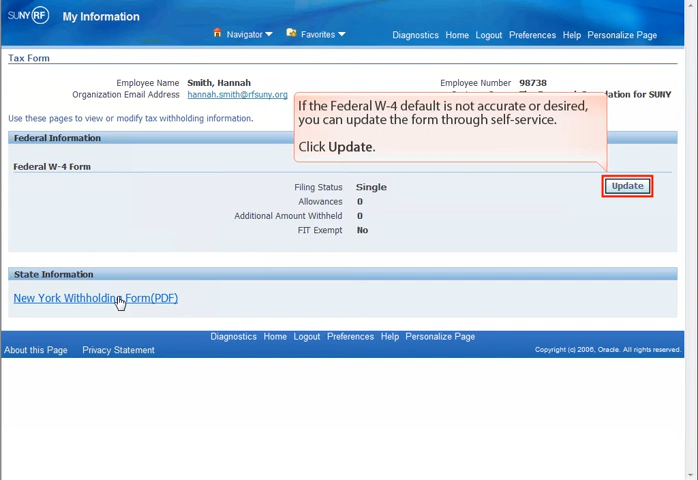 SUNY RF My Information
Navigator Favorites Diagnostics Home Logout Preferences Help Personalize Page
Tax Form
Employee Name Smith, Hannah Employee Number 98738
Organization Email Address hannah.smith@rfsuny.org Foundation for SUNY
If the Federal W-4 default is not accurate or desired,
you can update the form through self-service.
Click Update.
Use these pages to view or modify tax withholding information.
Federal Information
Federal W-4 Form
Filing Status Single Update
Allowances 0
Additional Amount Withheld 0
FIT Exempt No
State Information
New York Withholding Form(PDF)
Diagnostics Home Logout Preferences Help Personalize Page
About this Page Privacy Statement Copyright (c) 2006, Oracle. All rights reserved.